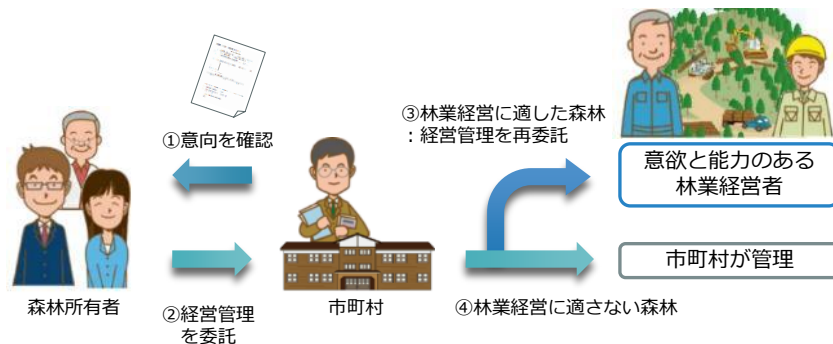 ①意向を確認
森林所有者
②経営管理
を委託
市町村
③林業経営に適した森林
：経営管理を再委託
意欲と能力のある
林業経営者
市町村が管理
④林業経営に適さない森林